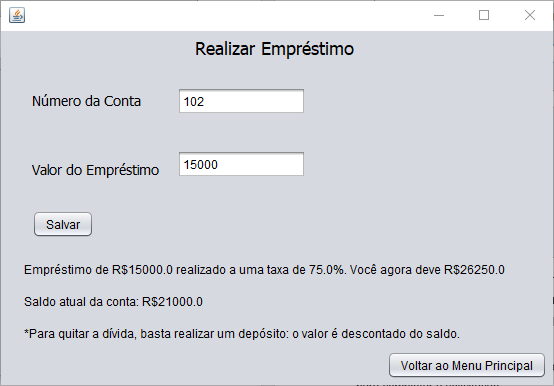 Realizar Empréstimo
Número da Conta 102
Valor do Empréstimo 15000
Salvar
Empréstimo de R$15000.0 realizado a uma taxa de 75.0%. Você agora deve R$26250.0
Saldo atual da conta: R$21000.0
*Para quitar a dívida, basta realizar um depósito: o valor é descontado do saldo.
Voltar ao Menu Principal